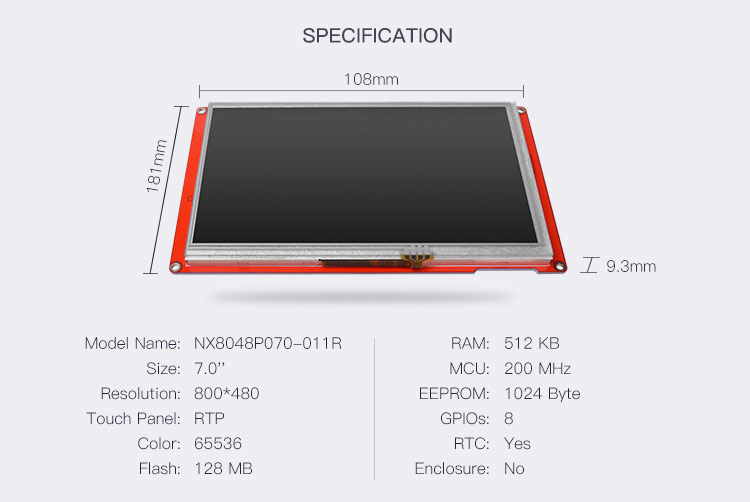 SPECIFICATION
108mm
181mm
9.3mm
Model Name: NX8048P070-011R
Size: 7.0’’
Resolution: 800*480
Touch Panel: RTP
Color: 65536
Flash: 128 MB
RAM: 512 KB
MCU: 200 MHz
EEPROM: 1024 Byte
GPIOs: 8
RTC: Yes
Enclosure: No